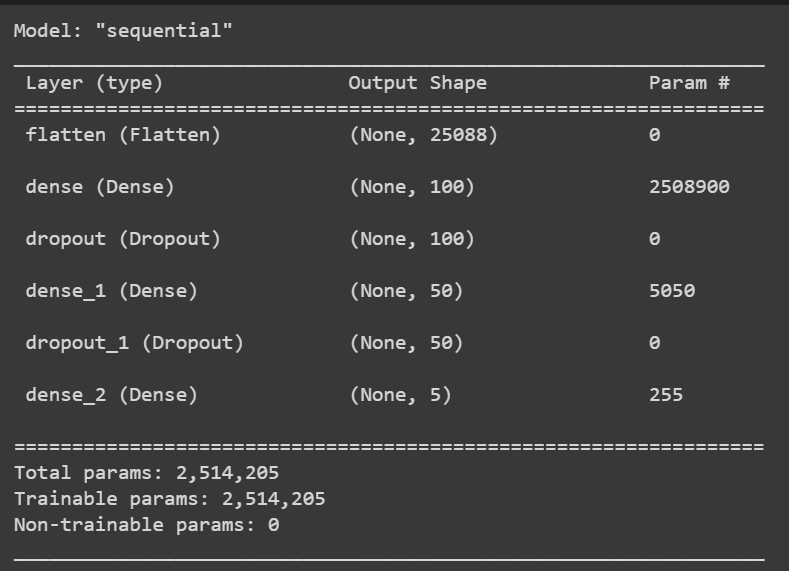 Model: "sequential"
_________________________________________________________________
Layer (type) Output Shape Param #
=================================================================
flatten (Flatten) (None, 25088) 0
dense (Dense) (None, 100) 2508900
dropout (Dropout) (None, 100) 0
dense_1 (Dense) (None, 50) 5050
dropout_1 (Dropout) (None, 50) 0
dense_2 (Dense) (None, 5) 255
=================================================================
Total params: 2,514,205
Trainable params: 2,514,205
Non-trainable params: 0
_________________________________________________________________